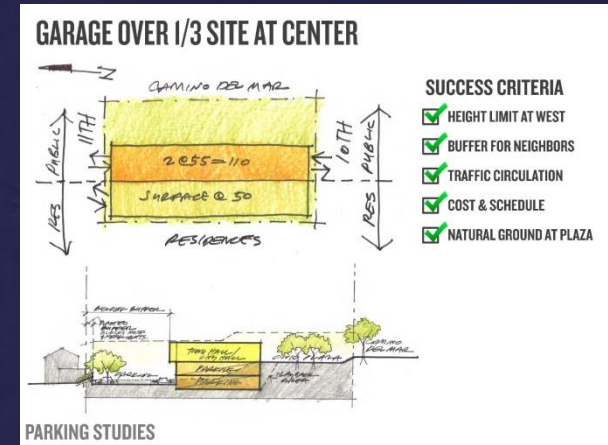 GARAGE OVER 1/3 SITE AT CENTER
N
CAMINO DEL MAR
SUCCESS CRITERIA
HEIGHT LIMIT AT WEST
BUFFER FOR NEIGHBORS
TRAFFIC CIRCULATION
COST & SCHEDULE
NATURAL GROUND AT PLAZA
PUBLIC
11TH
2 @ 55 = 110
10TH
PUBLIC
RES
SURFACE @ 50
RES
RESIDENCES
BUFFER
TOWN HALL/
CITY HALL
PARKING
PARKING
PARKING
CIVIC PLAZA
CAMINO
DEL MAR
PARKING STUDIES